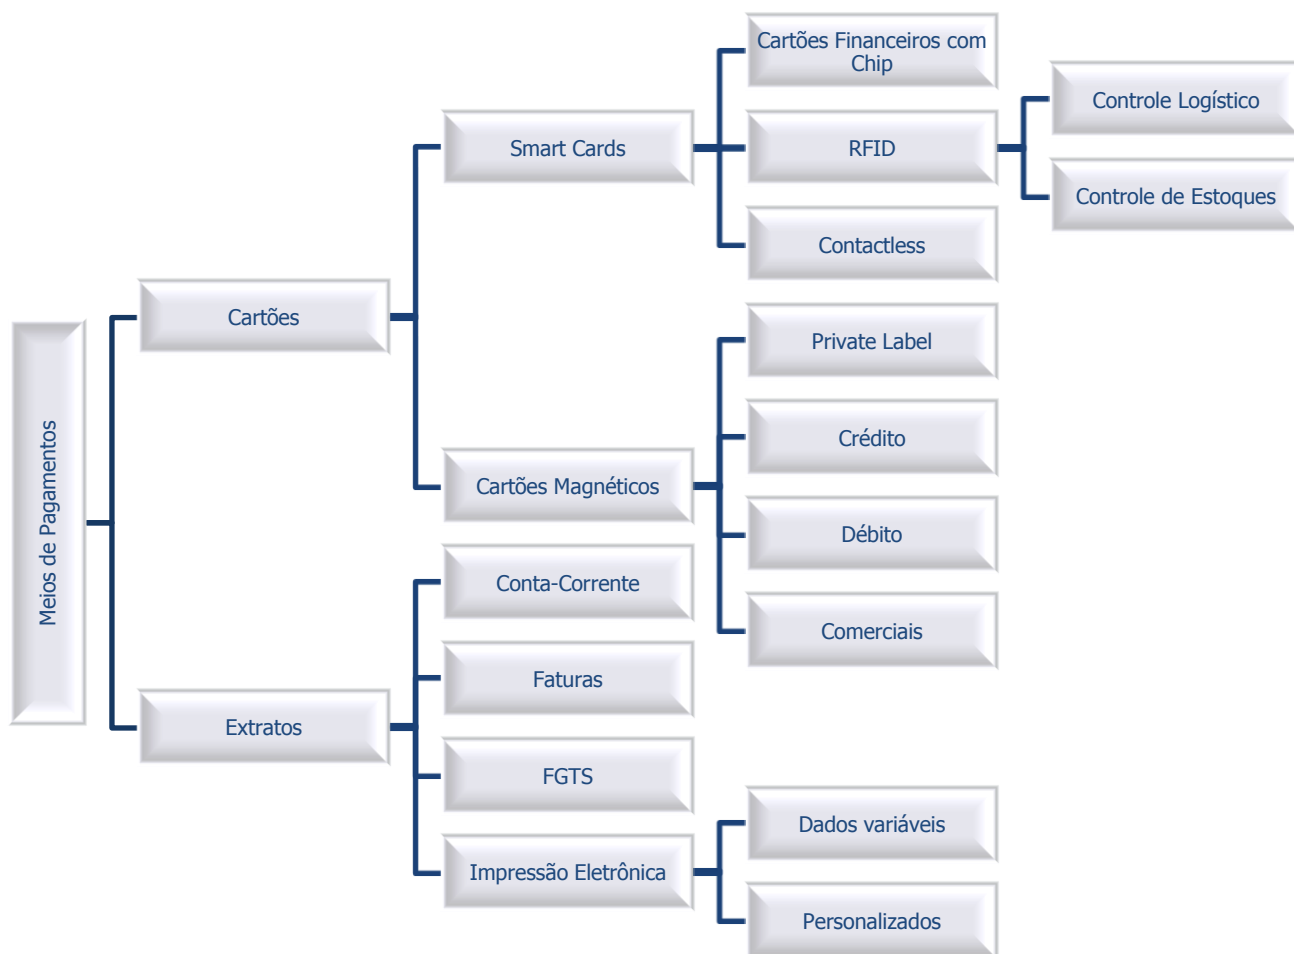 Meios de Pagamentos
Cartões
Smart Cards
Cartões Financeiros com
Chip
RFID
Controle Logístico
Controle de Estoques
Contactless
Cartões Magnéticos
Private Label
Crédito
Débito
Comerciais
Extratos
Conta-Corrente
Faturas
FGTS
Impressão Eletrônica
Dados variáveis
Personalizados